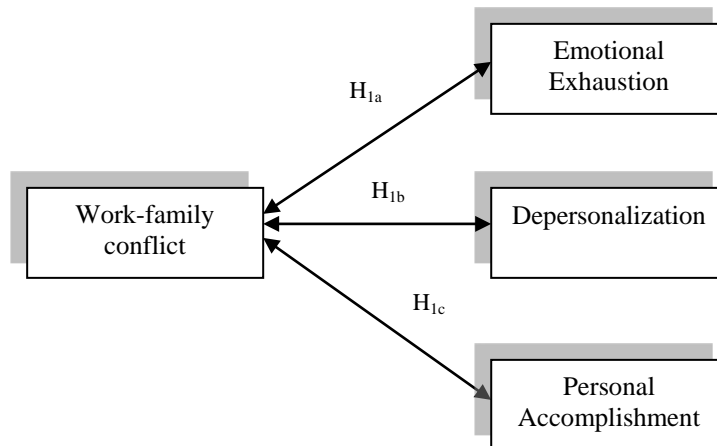 Emotional
Exhaustion
H1a
Work-family
conflict
H1b
Depersonalization
H1c
Personal
Accomplishment